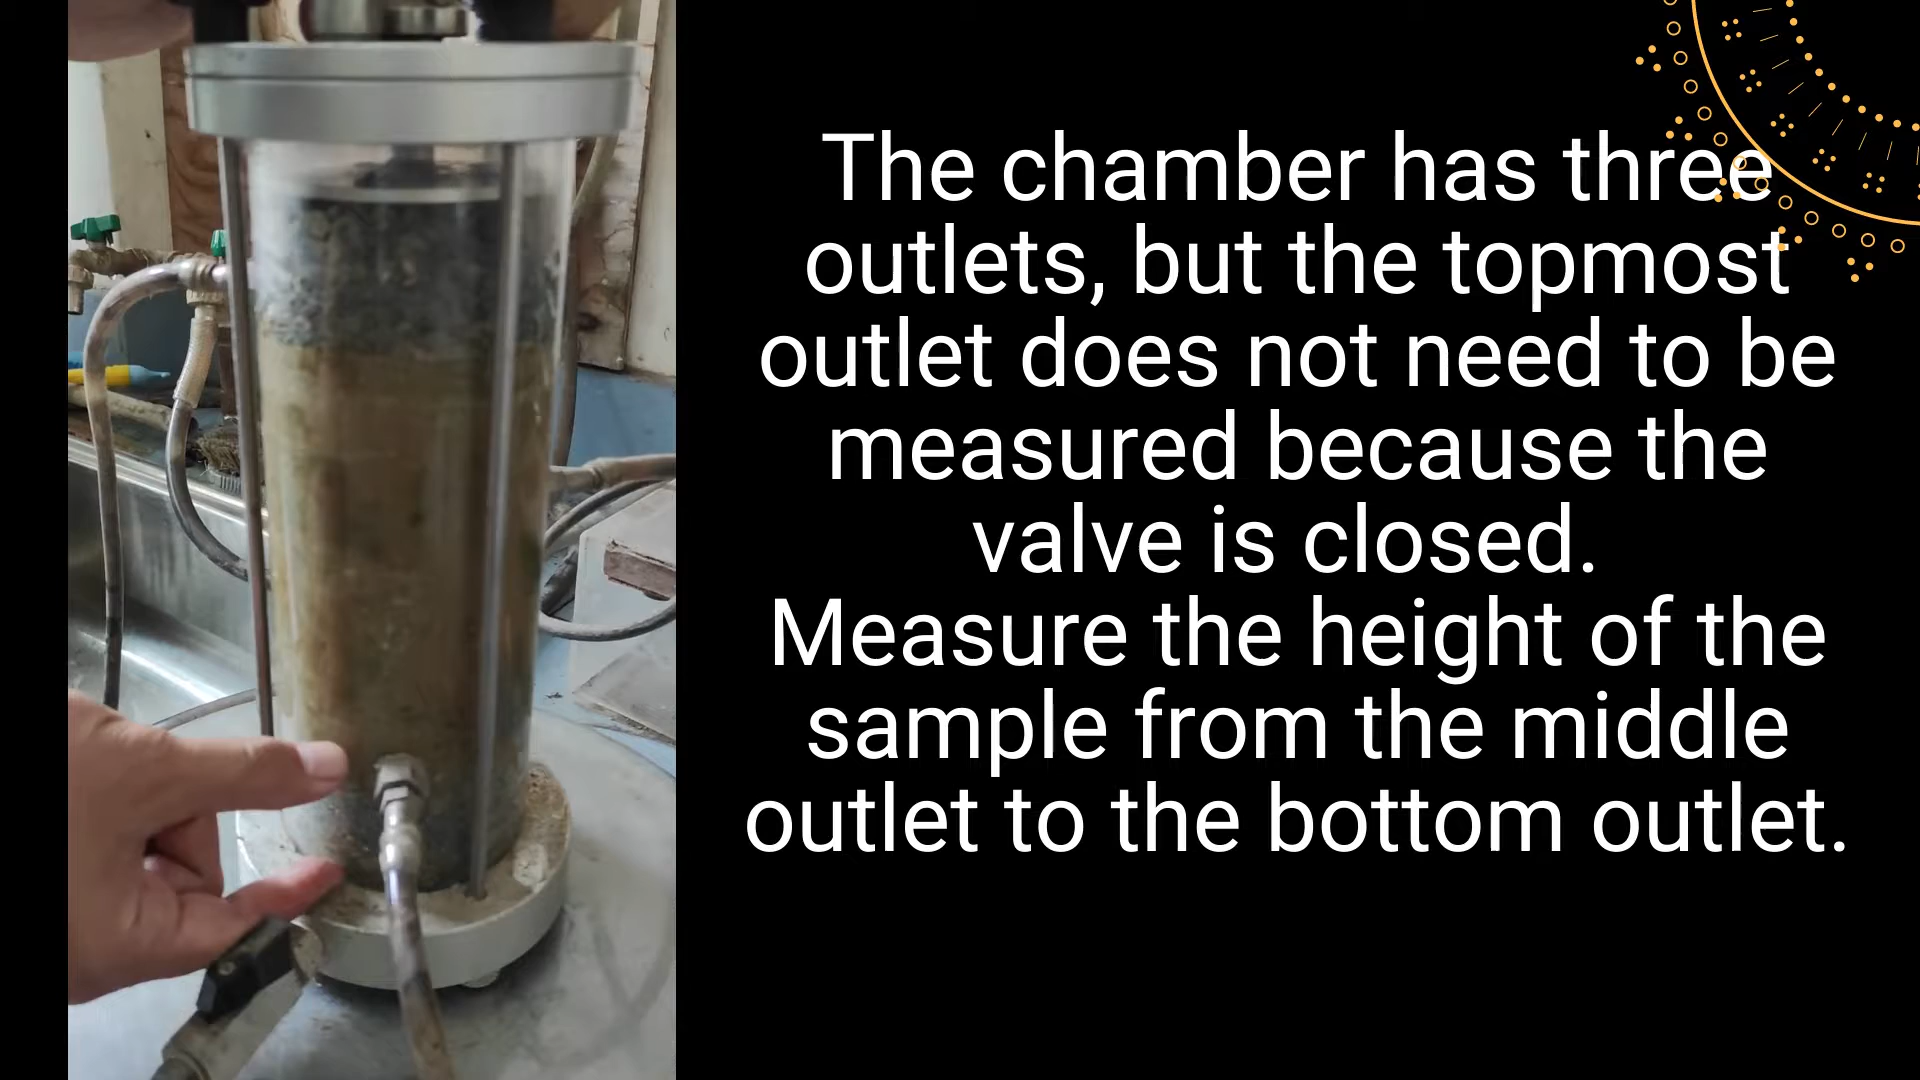 The chamber has three
outlets, but the topmost
outlet does not need to be
measured because the
valve is closed.
Measure the height of the
sample from the middle
outlet to the bottom outlet.